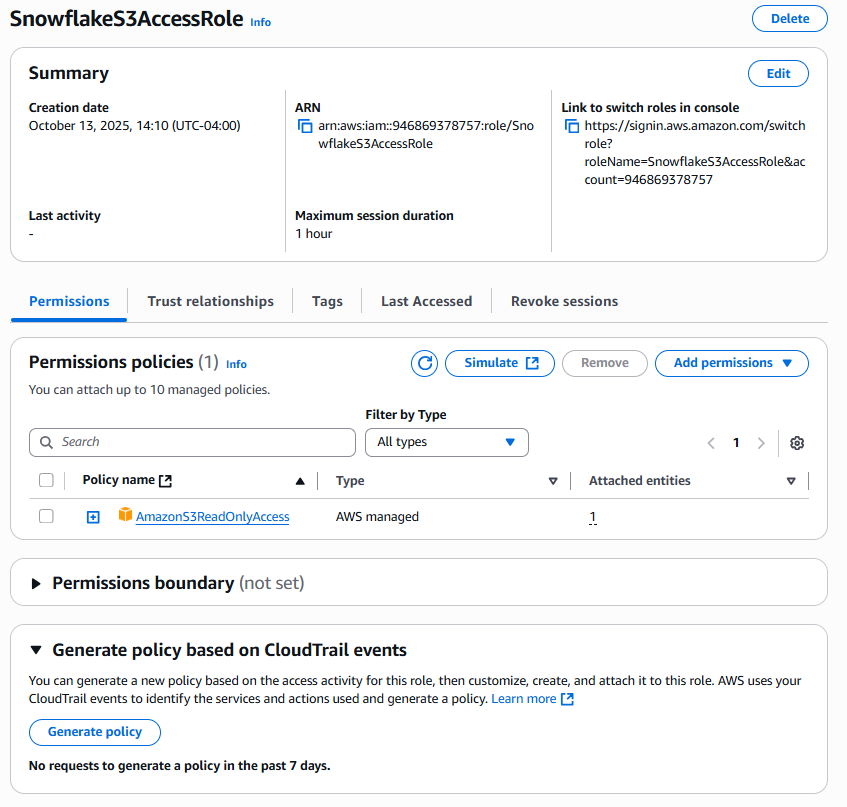 SnowflakeS3AccessRole Info
Delete
Summary
Edit
Creation date
October 13, 2025, 14:10 (UTC-04:00)
ARN
arn:aws:iam::946869378757:role/Sno
wflakeS3AccessRole
Link to switch roles in console
https://signin.aws.amazon.com/switch
role?
roleName=SnowflakeS3AccessRole&ac
count=946869378757
Last activity
-
Maximum session duration
1 hour
Permissions
Trust relationships
Tags
Last Accessed
Revoke sessions
Permissions policies (1) Info
Simulate
Remove
Add permissions
You can attach up to 10 managed policies.
Filter by Type
Search
All types
1
Policy name
Type
Attached entities
AmazonS3ReadOnlyAccess
AWS managed
1
Permissions boundary (not set)
Generate policy based on CloudTrail events
You can generate a new policy based on the access activity for this role, then customize, create, and attach it to this role. AWS uses your
CloudTrail events to identify the services and actions used and generate a policy. Learn more
Generate policy
No requests to generate a policy in the past 7 days.